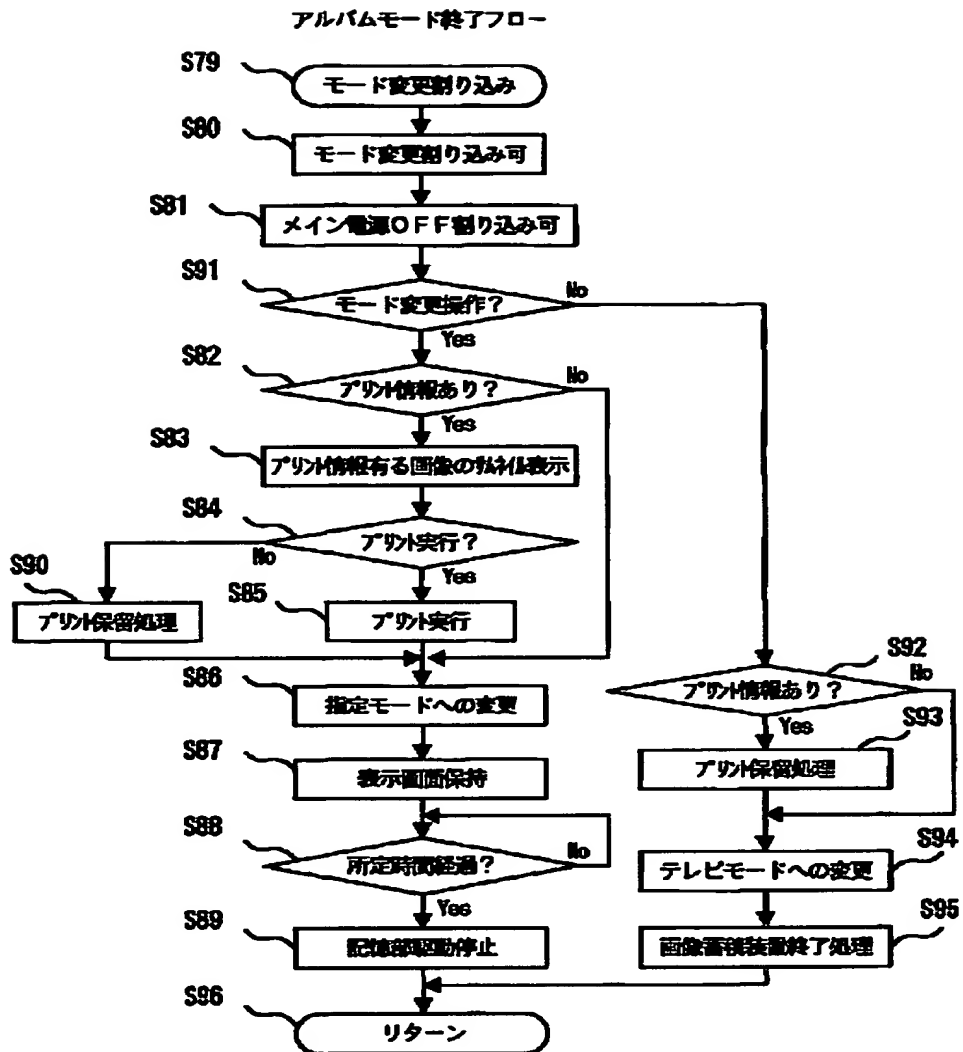 アルバムモード終了フロー
S79
モード変更割り込み
S80
モード変更割り込み可
S81
メイン電源OFF割り込み可
S91
モード変更操作?
No
Yes
S82
プリント情報あり?
No
Yes
S83
プリント情報有る画像のサムネイル表示
S84
プリント実行?
No
Yes
S90
プリント保留処理
S85
プリント実行
S86
指定モードへの変更
S87
表示画面保持
S88
所定時間経過?
No
Yes
S89
記憶部駆動停止
S92
プリント情報あり?
No
Yes
S93
プリント保留処理
S94
テレビモードへの変更
S95
画像蓄積装置終了処理
S96
リターン